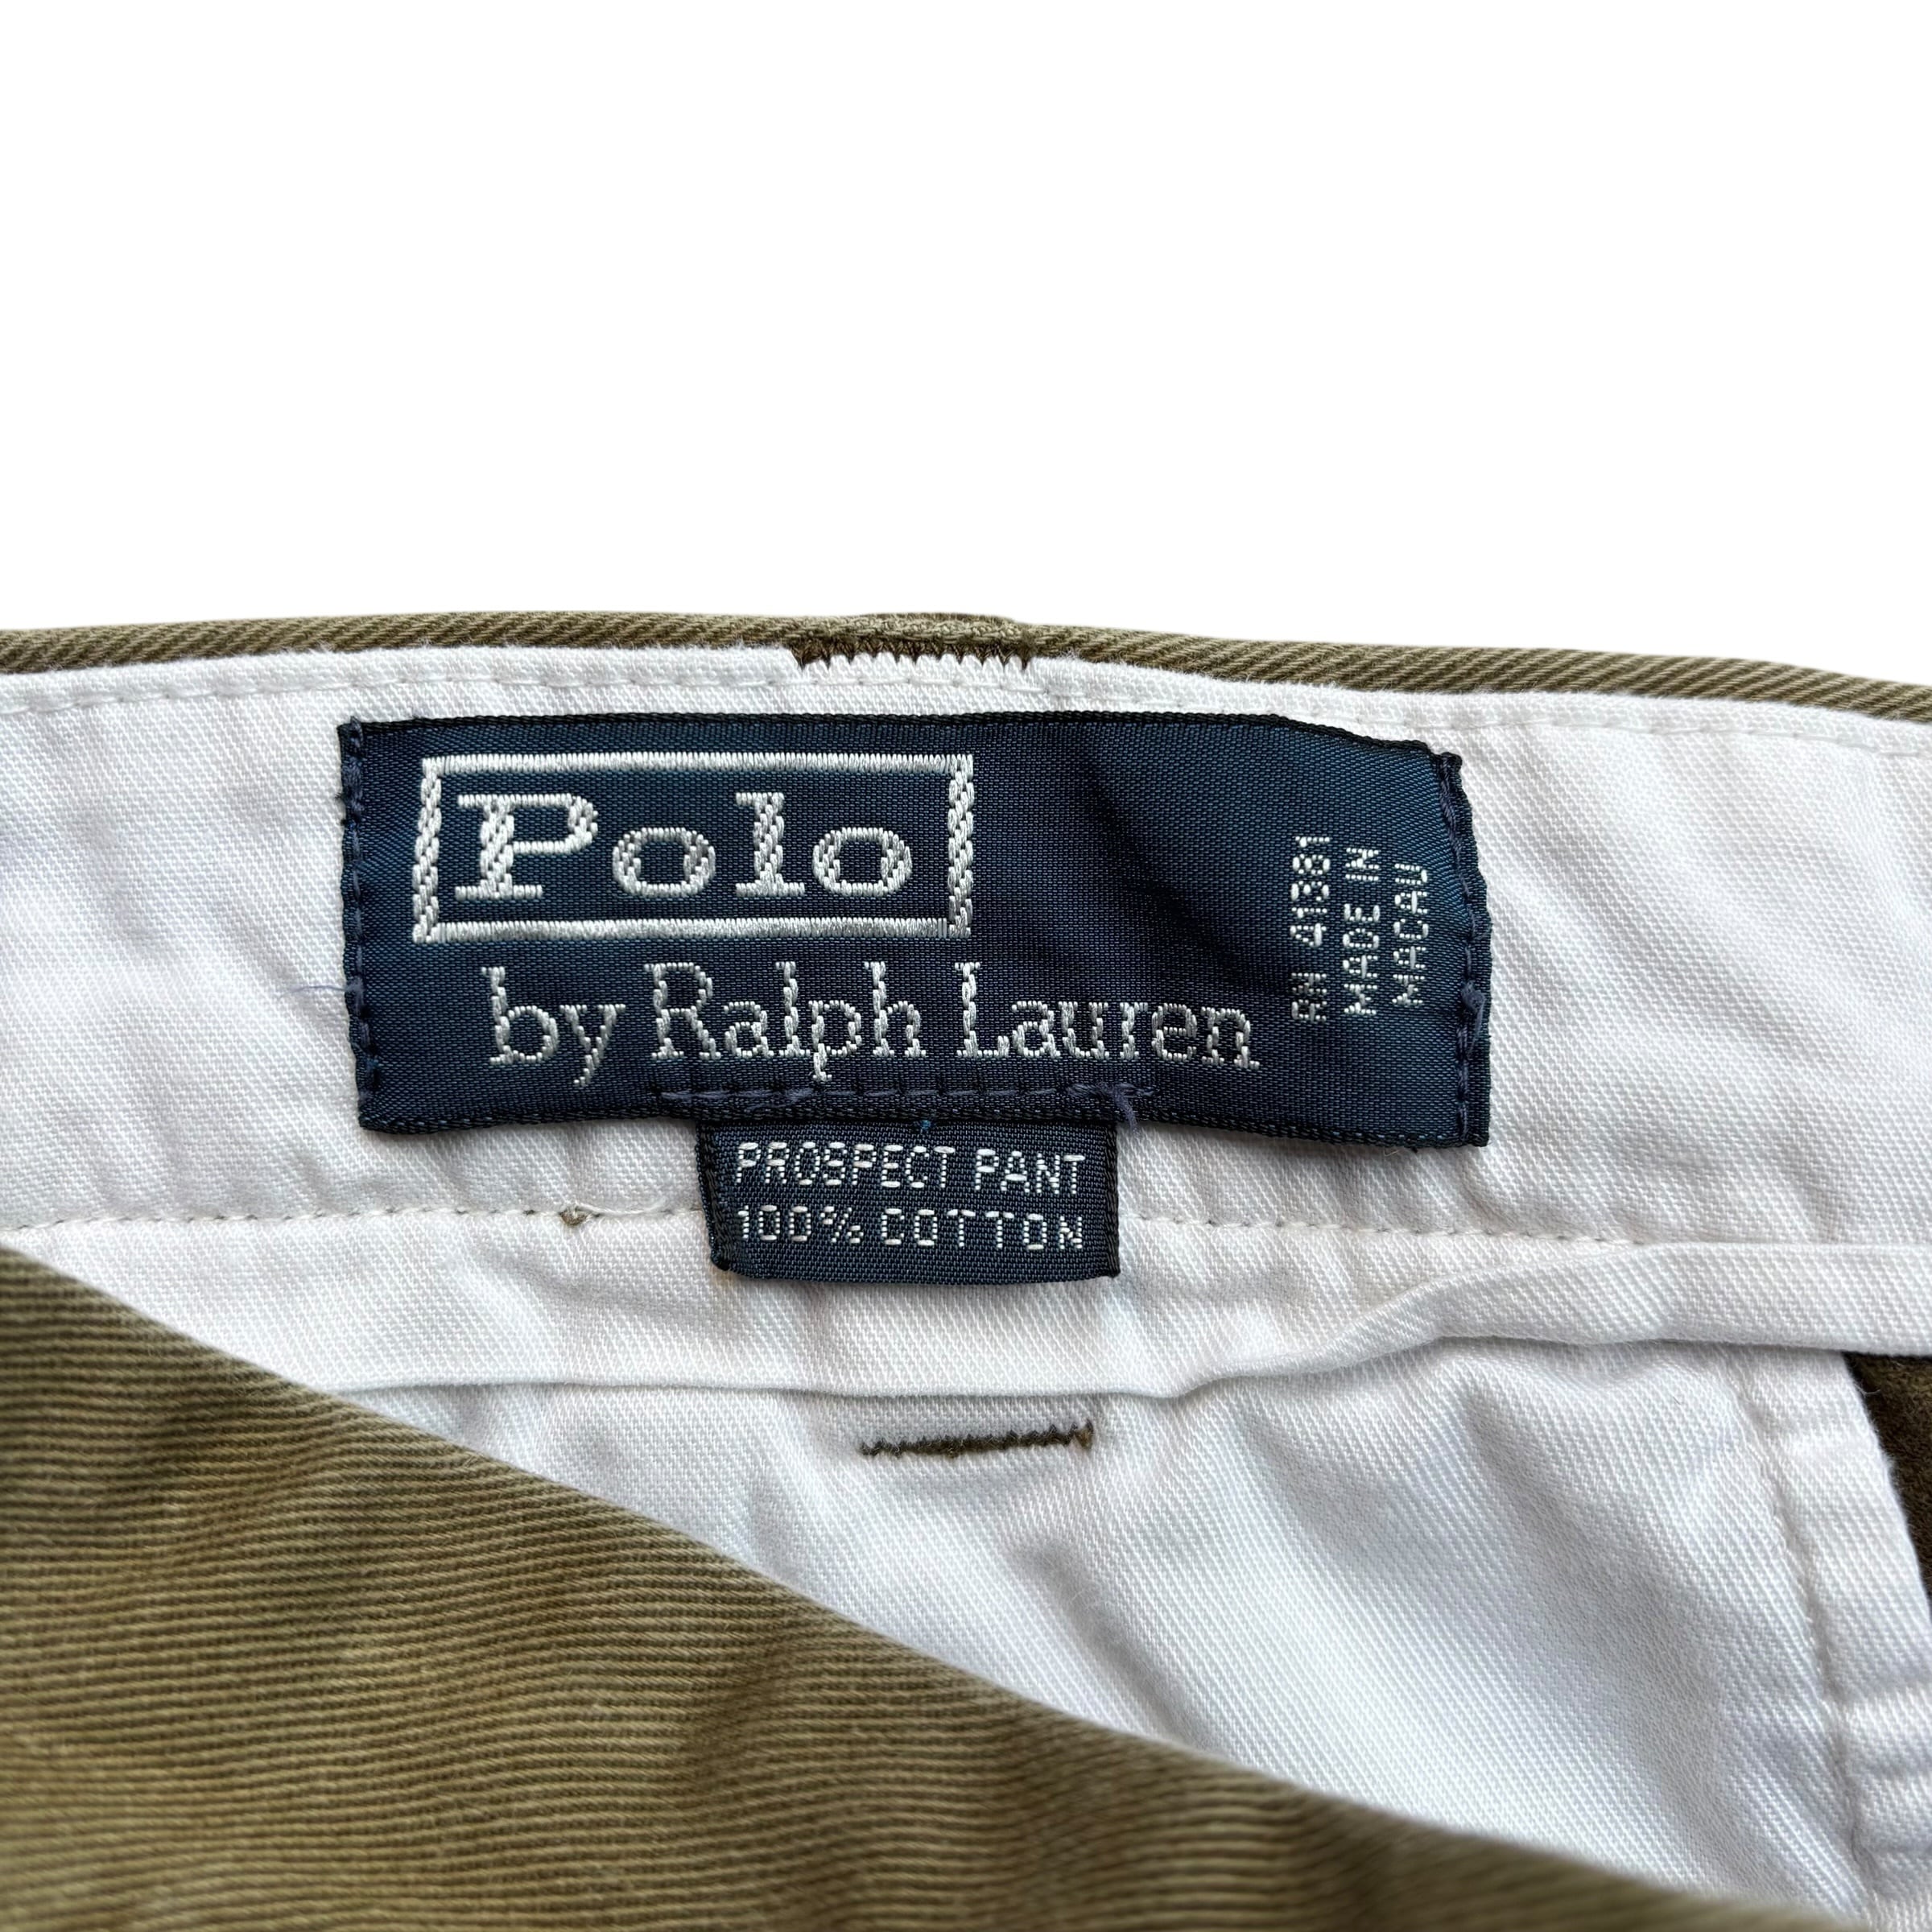 Polo
by Ralph Lauren
RN 41381
MADE IN
MACAU
PROSPECT PANT
100% COTTON